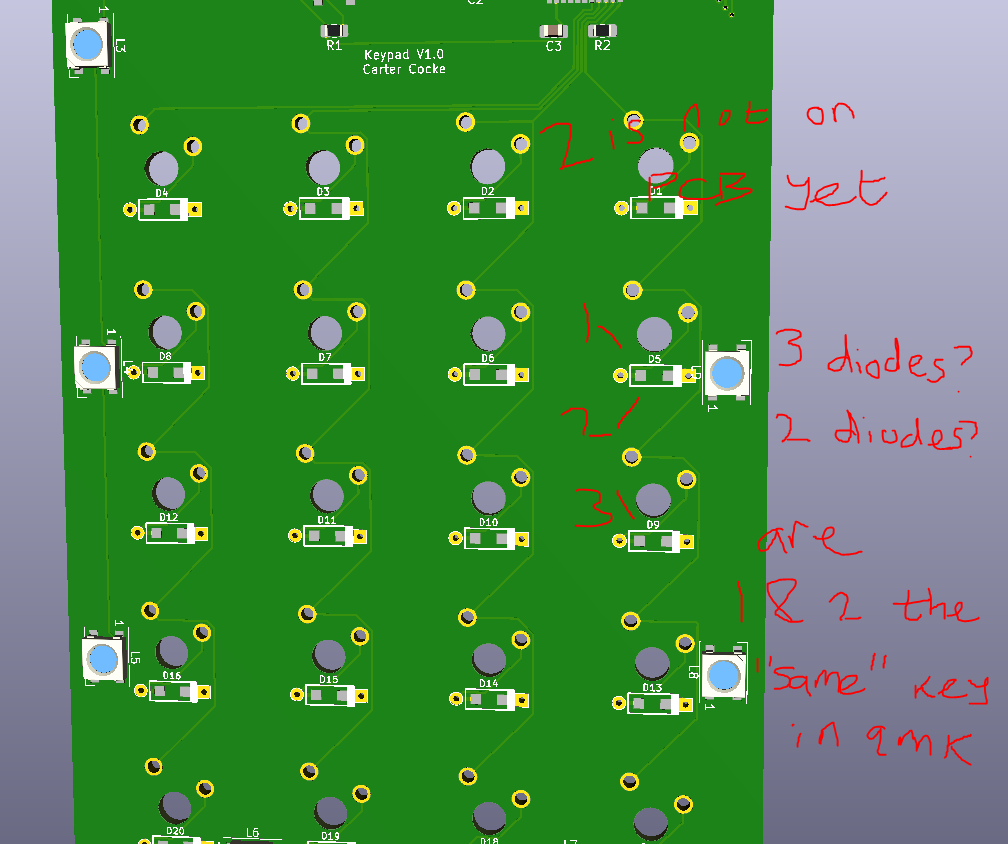 C2
1
L3
R1
C3
R2
Keypad V1.0
Carter Cocke
2 is not on
PCB yet
D4
D3
D2
D1
1
D8
D7
D6
1
D5
1
3 diodes?
2 diodes?
2
D12
D11
D10
3
D9
are
1 & 2 the
"same" key
in qmk
1
L5
D16
D15
D14
D13
L8
1
D20
L6
D19
D18
L7